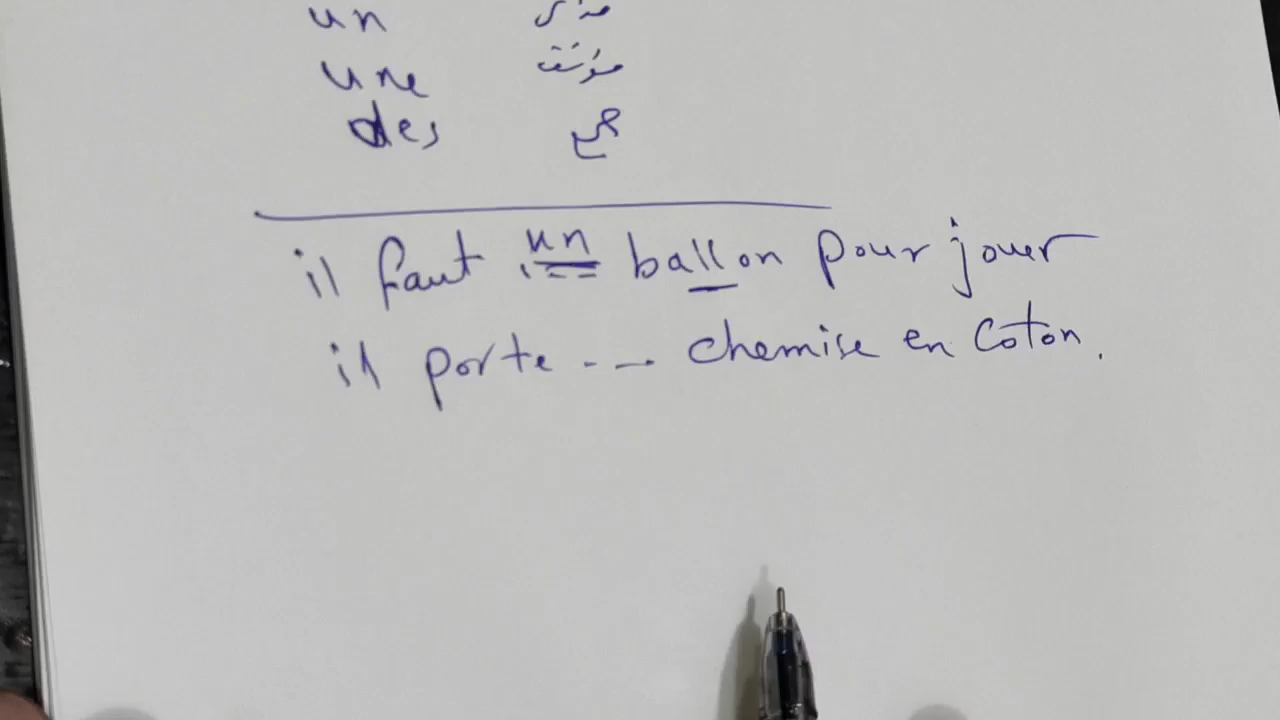 un مذكر
une مؤنث
des جمع
il faut un ballon pour jouer
il porte ... chemise en coton.